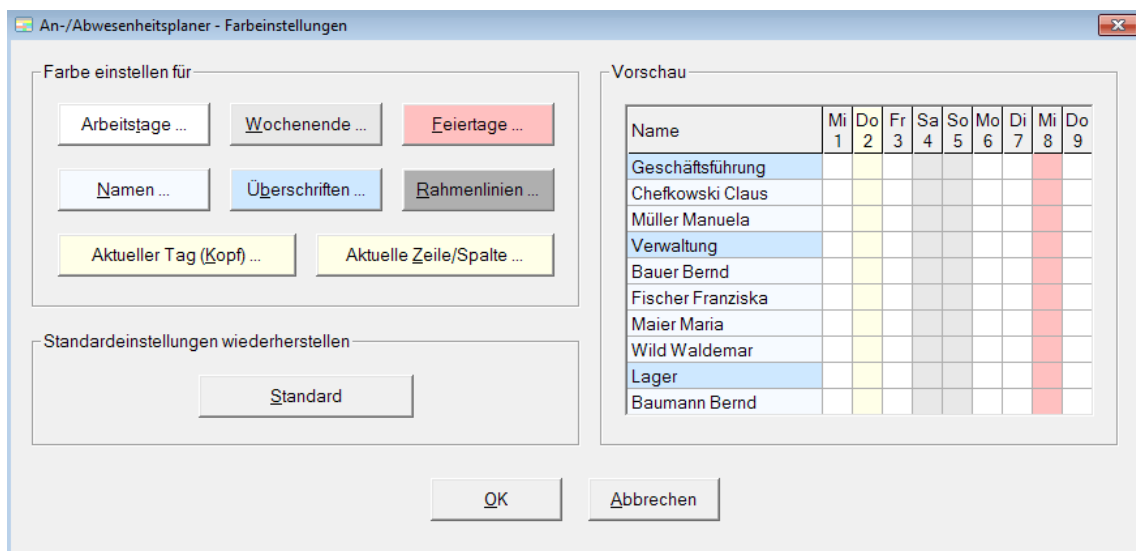 An-/Abwesenheitsplaner - Farbeinstellungen
Farbe einstellen für
Arbeitstage ...
Wochenende ...
Feiertage ...
Namen ...
Überschriften ...
Rahmenlinien ...
Aktueller Tag (Kopf) ...
Aktuelle Zeile/Spalte ...
Standardeinstellungen wiederherstellen
Standard
Vorschau
Name
Mi Do Fr Sa So Mo Di Mi Do
1 2 3 4 5 6 7 8 9
Geschäftsführung
Chefkowski Claus
Müller Manuela
Verwaltung
Bauer Bernd
Fischer Franziska
Maier Maria
Wild Waldemar
Lager
Baumann Bernd
OK
Abbrechen